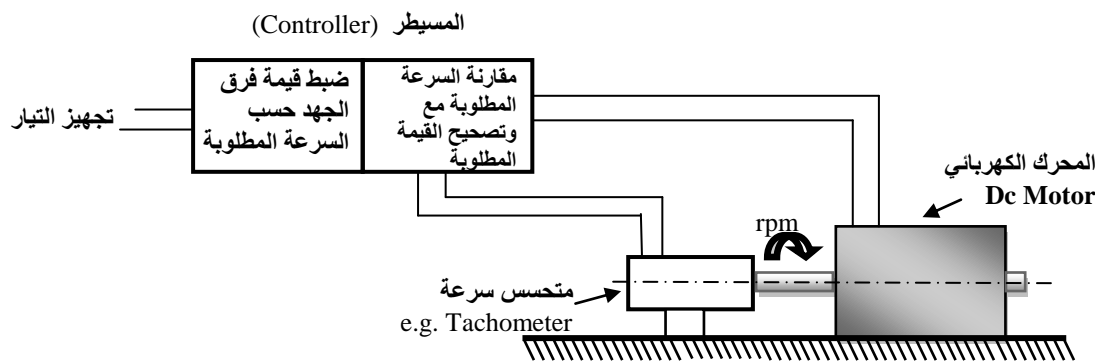 المسيطر (Controller)
ضبط قيمة فرق
الجهد حسب
السرعة المطلوبة
مقارنة السرعة
المطلوبة مع
وتصحيح القيمة
المطلوبة
تجهيز التيار
المحرك الكهربائي
Dc Motor
rpm
متحسس سرعة
e.g. Tachometer